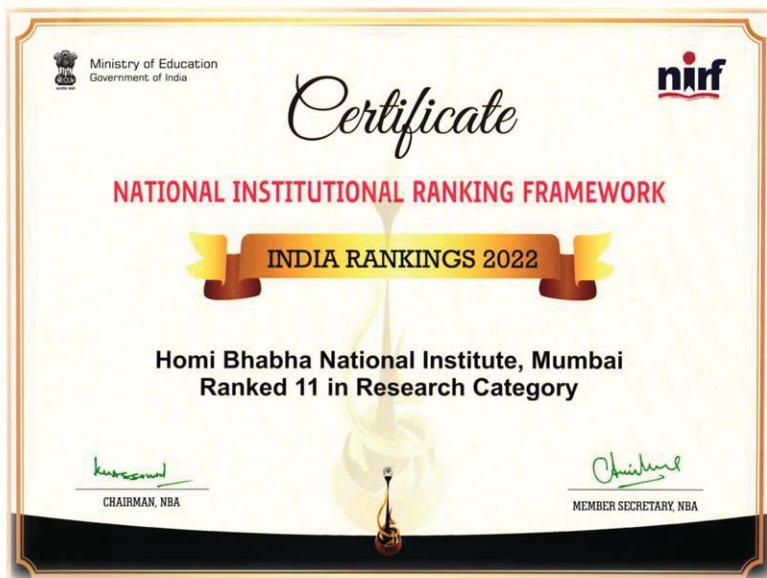 Ministry of Education
Government of India
nirf
Certificate
NATIONAL INSTITUTIONAL RANKING FRAMEWORK
INDIA RANKINGS 2022
Homi Bhabha National Institute, Mumbai
Ranked 11 in Research Category
CHAIRMAN, NBA
MEMBER SECRETARY, NBA